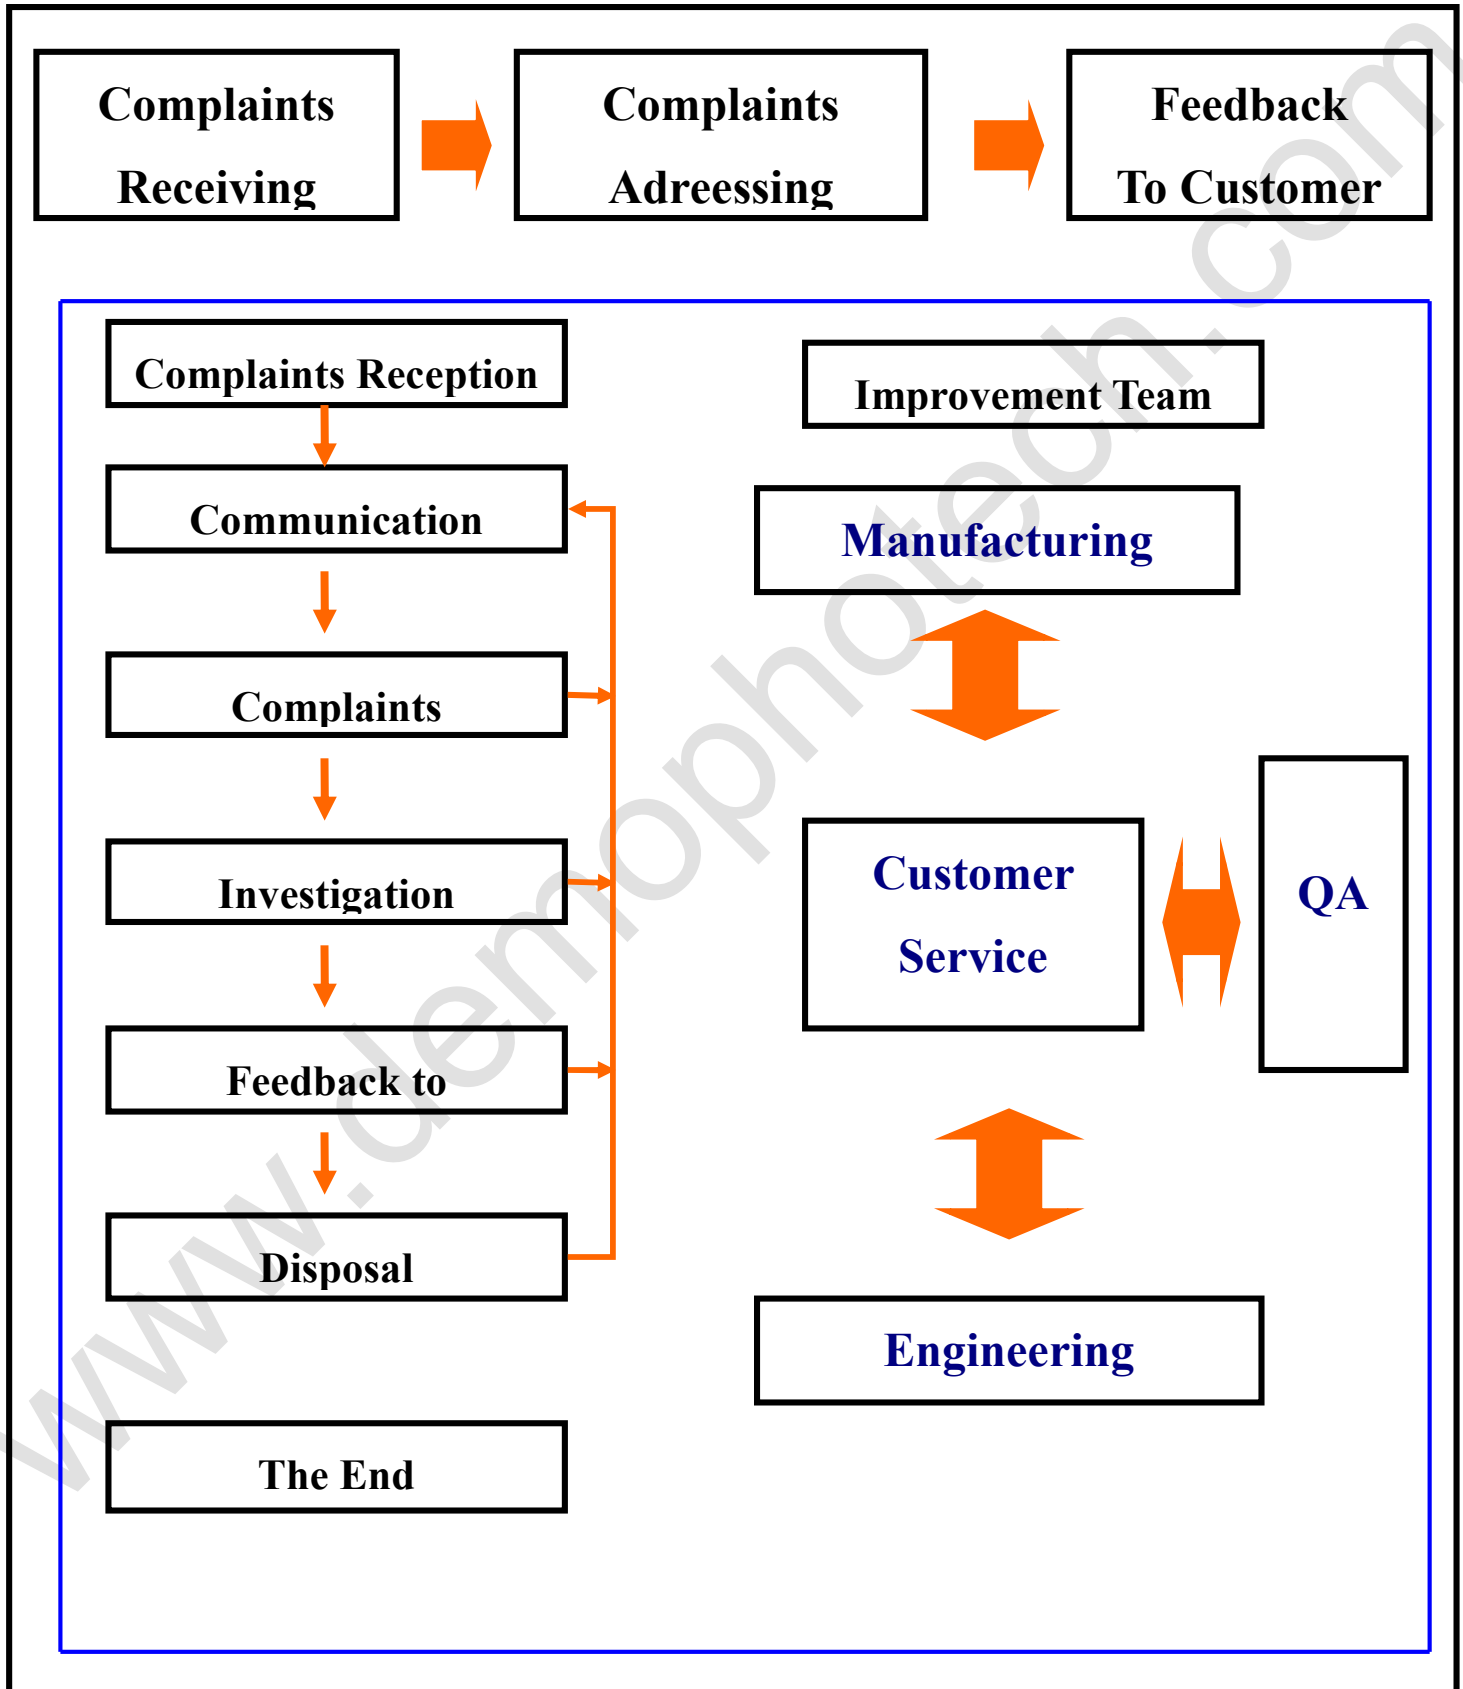 Complaints
Receiving
Complaints
Adreessing
Feedback
To Customer
Complaints Reception
Communication
Complaints
Investigation
Feedback to
Disposal
The End
Improvement Team
Manufacturing
Customer
Service
QA
Engineering
www.demophotech.com